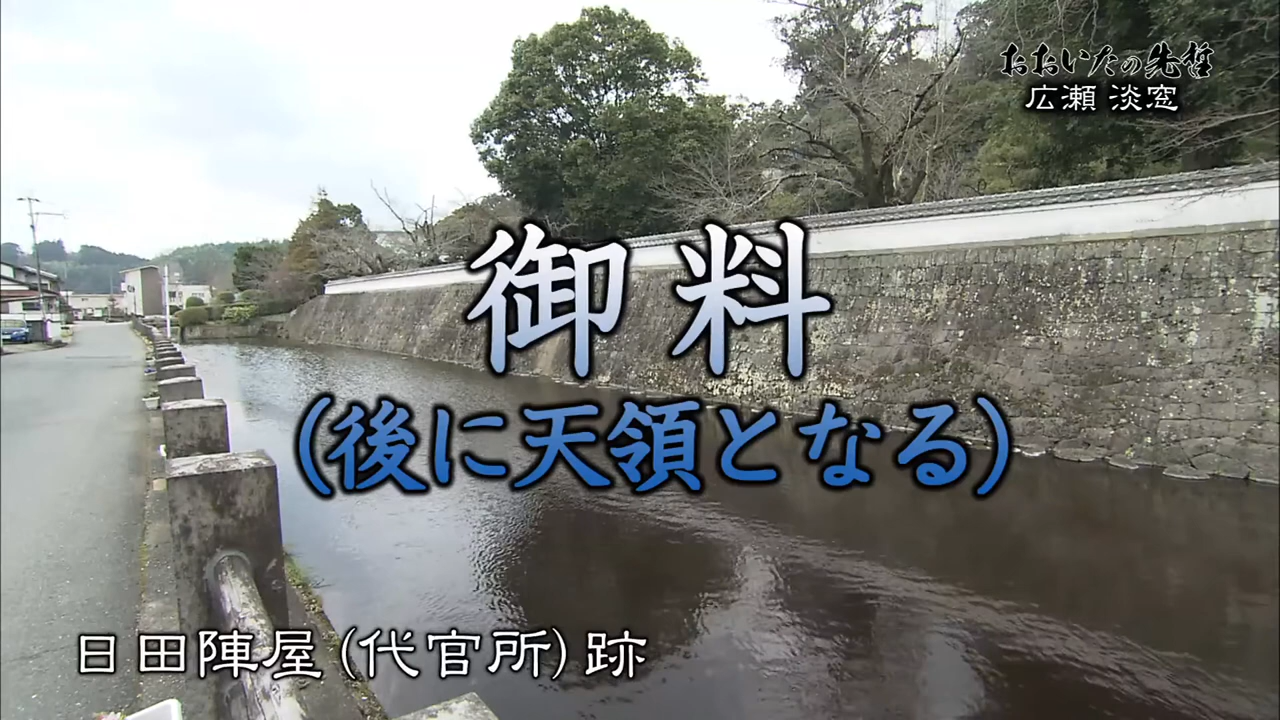 おおいたの先哲
広瀬 淡窓
御料
(後に天領となる)
日田陣屋(代官所)跡